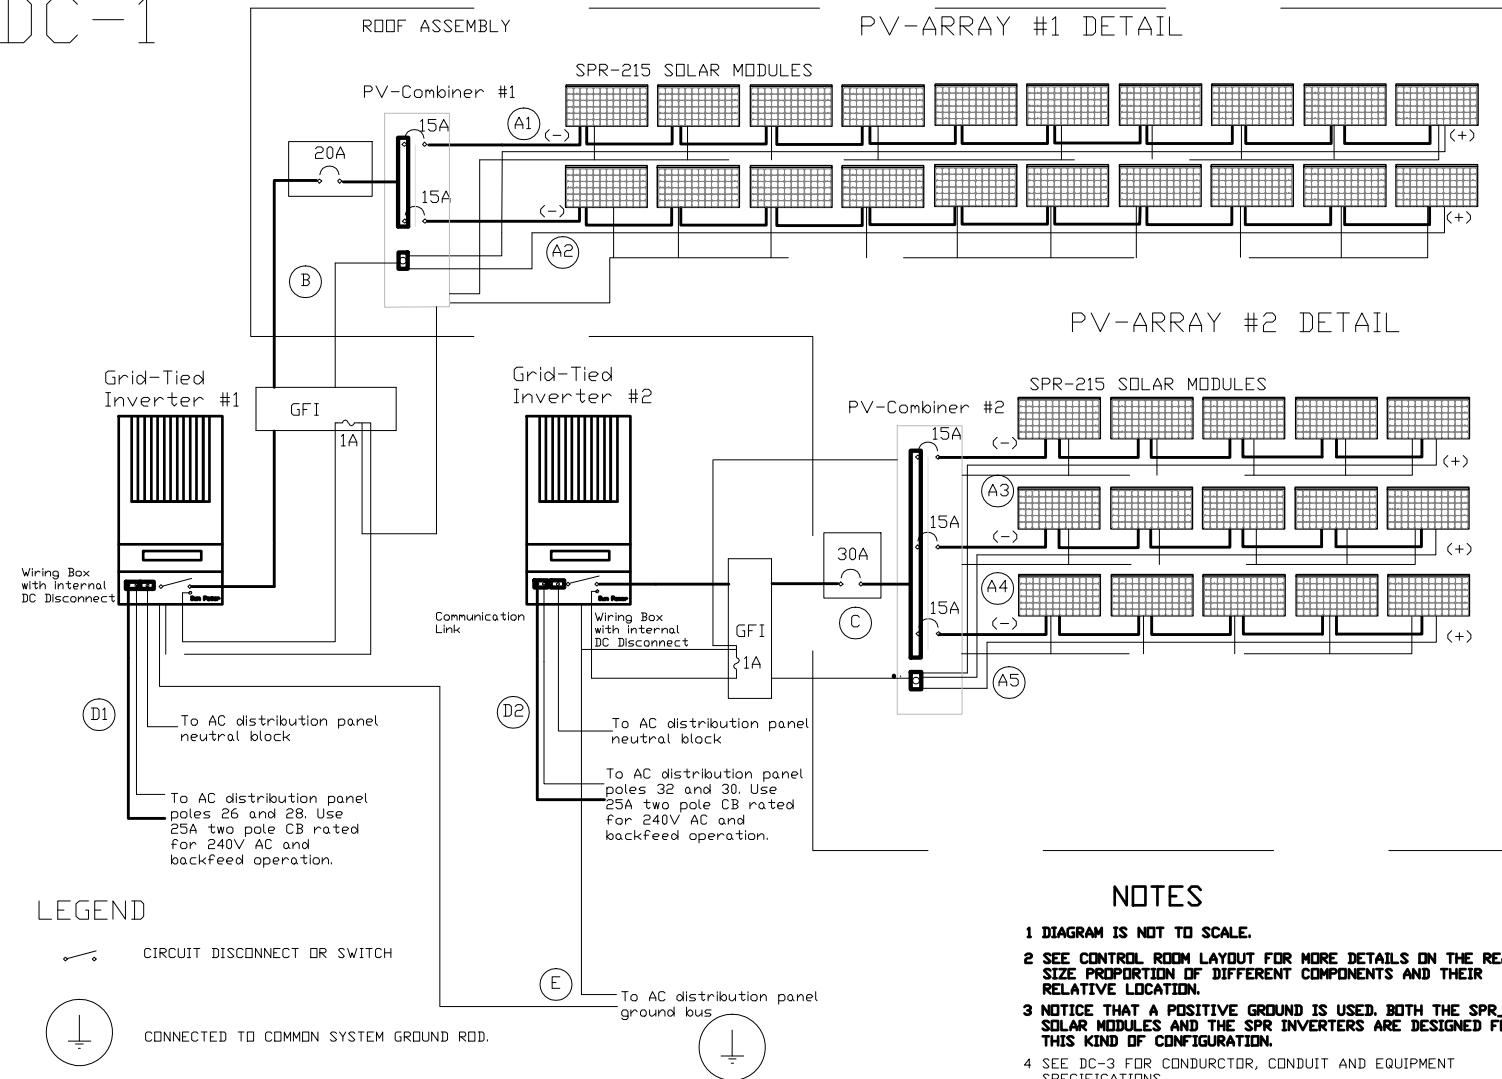 DC-1
ROOF ASSEMBLY
PV-ARRAY #1 DETAIL
SPR-215 SOLAR MODULES
PV-Combiner #1
15A
A1
(-)
(+)
20A
15A
(-)
(+)
A2
B
PV-ARRAY #2 DETAIL
Grid-Tied
Inverter #1
GFI
1A
Grid-Tied
Inverter #2
SPR-215 SOLAR MODULES
PV-Combiner #2
15A
(-)
(+)
A3
15A
(-)
(+)
30A
A4
15A
(-)
(+)
C
A5
Wiring Box
with internal
DC Disconnect
Sun Power
Sun Power
Communication
Link
Wiring Box
with internal
DC Disconnect
GFI
1A
D1
To AC distribution panel
neutral block
D2
To AC distribution panel
neutral block
To AC distribution panel
poles 26 and 28. Use
25A two pole CB rated
for 240V AC and
backfeed operation.
To AC distribution panel
poles 32 and 30. Use
25A two pole CB rated
for 240V AC and
backfeed operation.
LEGEND
CIRCUIT DISCONNECT OR SWITCH
CONNECTED TO COMMON SYSTEM GROUND ROD.
E
To AC distribution panel
ground bus
NOTES
1 DIAGRAM IS NOT TO SCALE.
2 SEE CONTROL ROOM LAYOUT FOR MORE DETAILS ON THE
SIZE PROPORTION OF DIFFERENT COMPONENTS AND THEIR
RELATIVE LOCATION.
3 NOTICE THAT A POSITIVE GROUND IS USED. BOTH THE SPR
SOLAR MODULES AND THE SPR INVERTERS ARE DESIGNED
THIS KIND OF CONFIGURATION.
4 SEE DC-3 FOR CONDURCTOR, CONDUIT AND EQUIPMENT
SPECIFICATIONS